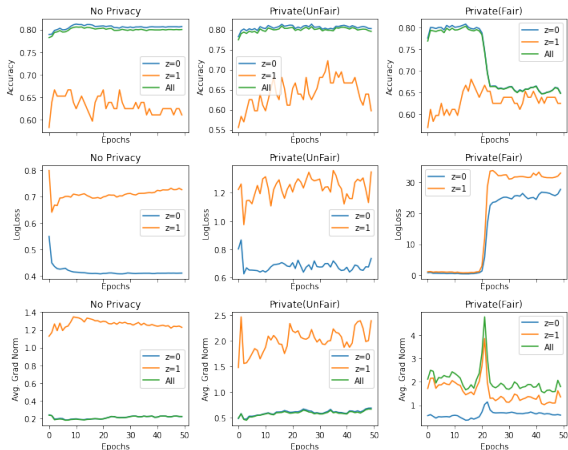 No Privacy
Private(UnFair)
Private(Fair)
0.80
0.75
0.70
0.65
0.60
Accuracy
z=0
z=1
All
Epochs
0.80
0.75
0.70
0.65
0.60
0.55
Accuracy
z=0
z=1
All
Epochs
0.80
0.75
0.70
0.65
0.60
Accuracy
z=0
z=1
All
Epochs
No Privacy
Private(UnFair)
Private(Fair)
0.8
0.7
0.6
0.5
0.4
LogLoss
z=0
z=1
Epochs
1.2
1.0
0.8
0.6
LogLoss
z=0
z=1
Epochs
30
20
10
0
LogLoss
z=0
z=1
Epochs
No Privacy
Private(UnFair)
Private(Fair)
1.4
1.2
1.0
0.8
0.6
0.4
0.2
Avg. Grad Norm
z=0
z=1
All
0 10 20 30 40 50
Epochs
2.5
2.0
1.5
1.0
0.5
Avg. Grad Norm
z=0
z=1
All
0 10 20 30 40 50
Epochs
4
3
2
1
Avg. Grad Norm
z=0
z=1
All
0 10 20 30 40 50
Epochs